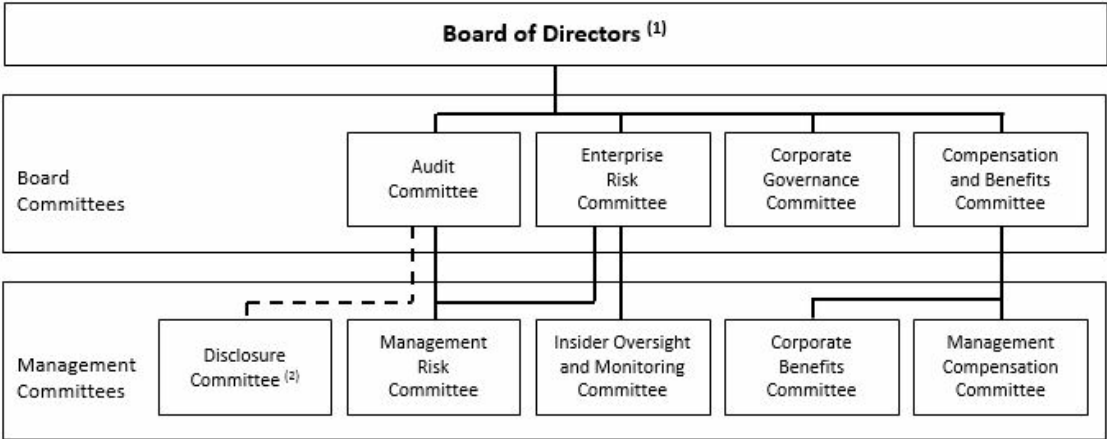 Board of Directors (1)
Board
Committees
Audit
Committee
Enterprise
Risk
Committee
Corporate
Governance
Committee
Compensation
and Benefits
Committee
Management
Committees
Disclosure
Committee (2)
Management
Risk
Committee
Insider Oversight
and Monitoring
Committee
Corporate
Benefits
Committee
Management
Compensation
Committee